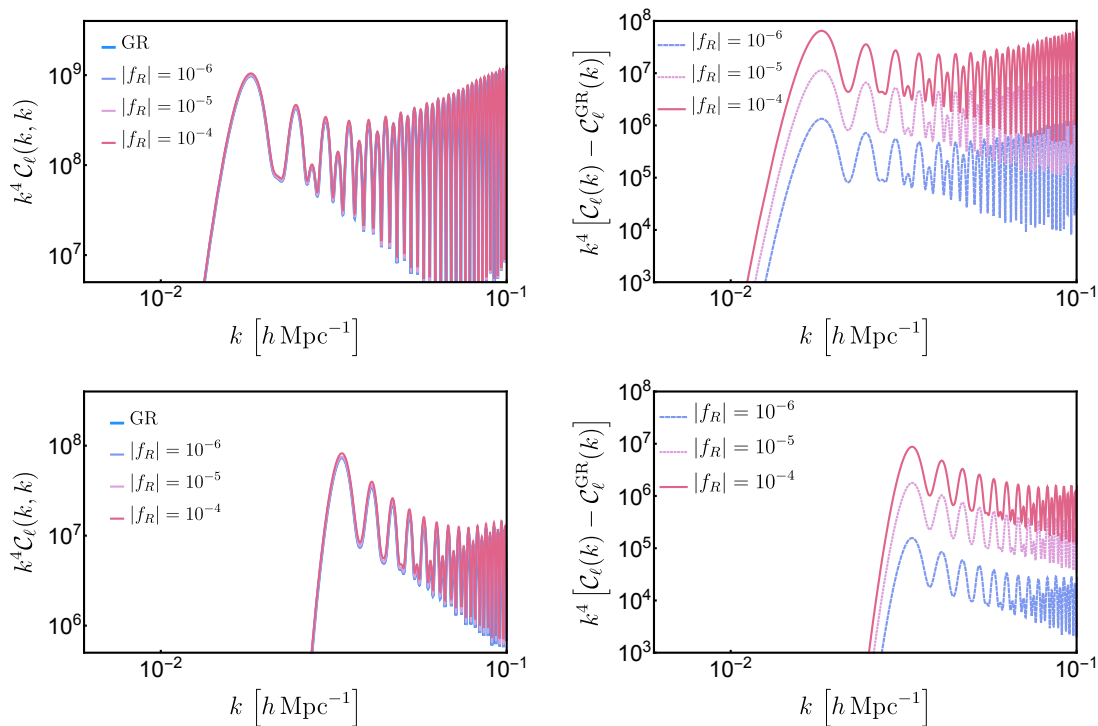 GR
|f_R| = 10^{-6}
|f_R| = 10^{-5}
|f_R| = 10^{-4}
10^9
10^8
10^7
k^4 𝒞_ℓ(k, k)
10^{-2}
10^{-1}
k [h Mpc^{-1}]
|f_R| = 10^{-6}
|f_R| = 10^{-5}
|f_R| = 10^{-4}
10^8
10^7
10^6
10^5
10^4
10^3
k^4 [𝒞_ℓ(k) − 𝒞_ℓ^{GR}(k)]
10^{-2}
10^{-1}
k [h Mpc^{-1}]
GR
|f_R| = 10^{-6}
|f_R| = 10^{-5}
|f_R| = 10^{-4}
10^8
10^7
10^6
k^4 𝒞_ℓ(k, k)
10^{-2}
10^{-1}
k [h Mpc^{-1}]
|f_R| = 10^{-6}
|f_R| = 10^{-5}
|f_R| = 10^{-4}
10^8
10^7
10^6
10^5
10^4
10^3
k^4 [𝒞_ℓ(k) − 𝒞_ℓ^{GR}(k)]
10^{-2}
10^{-1}
k [h Mpc^{-1}]